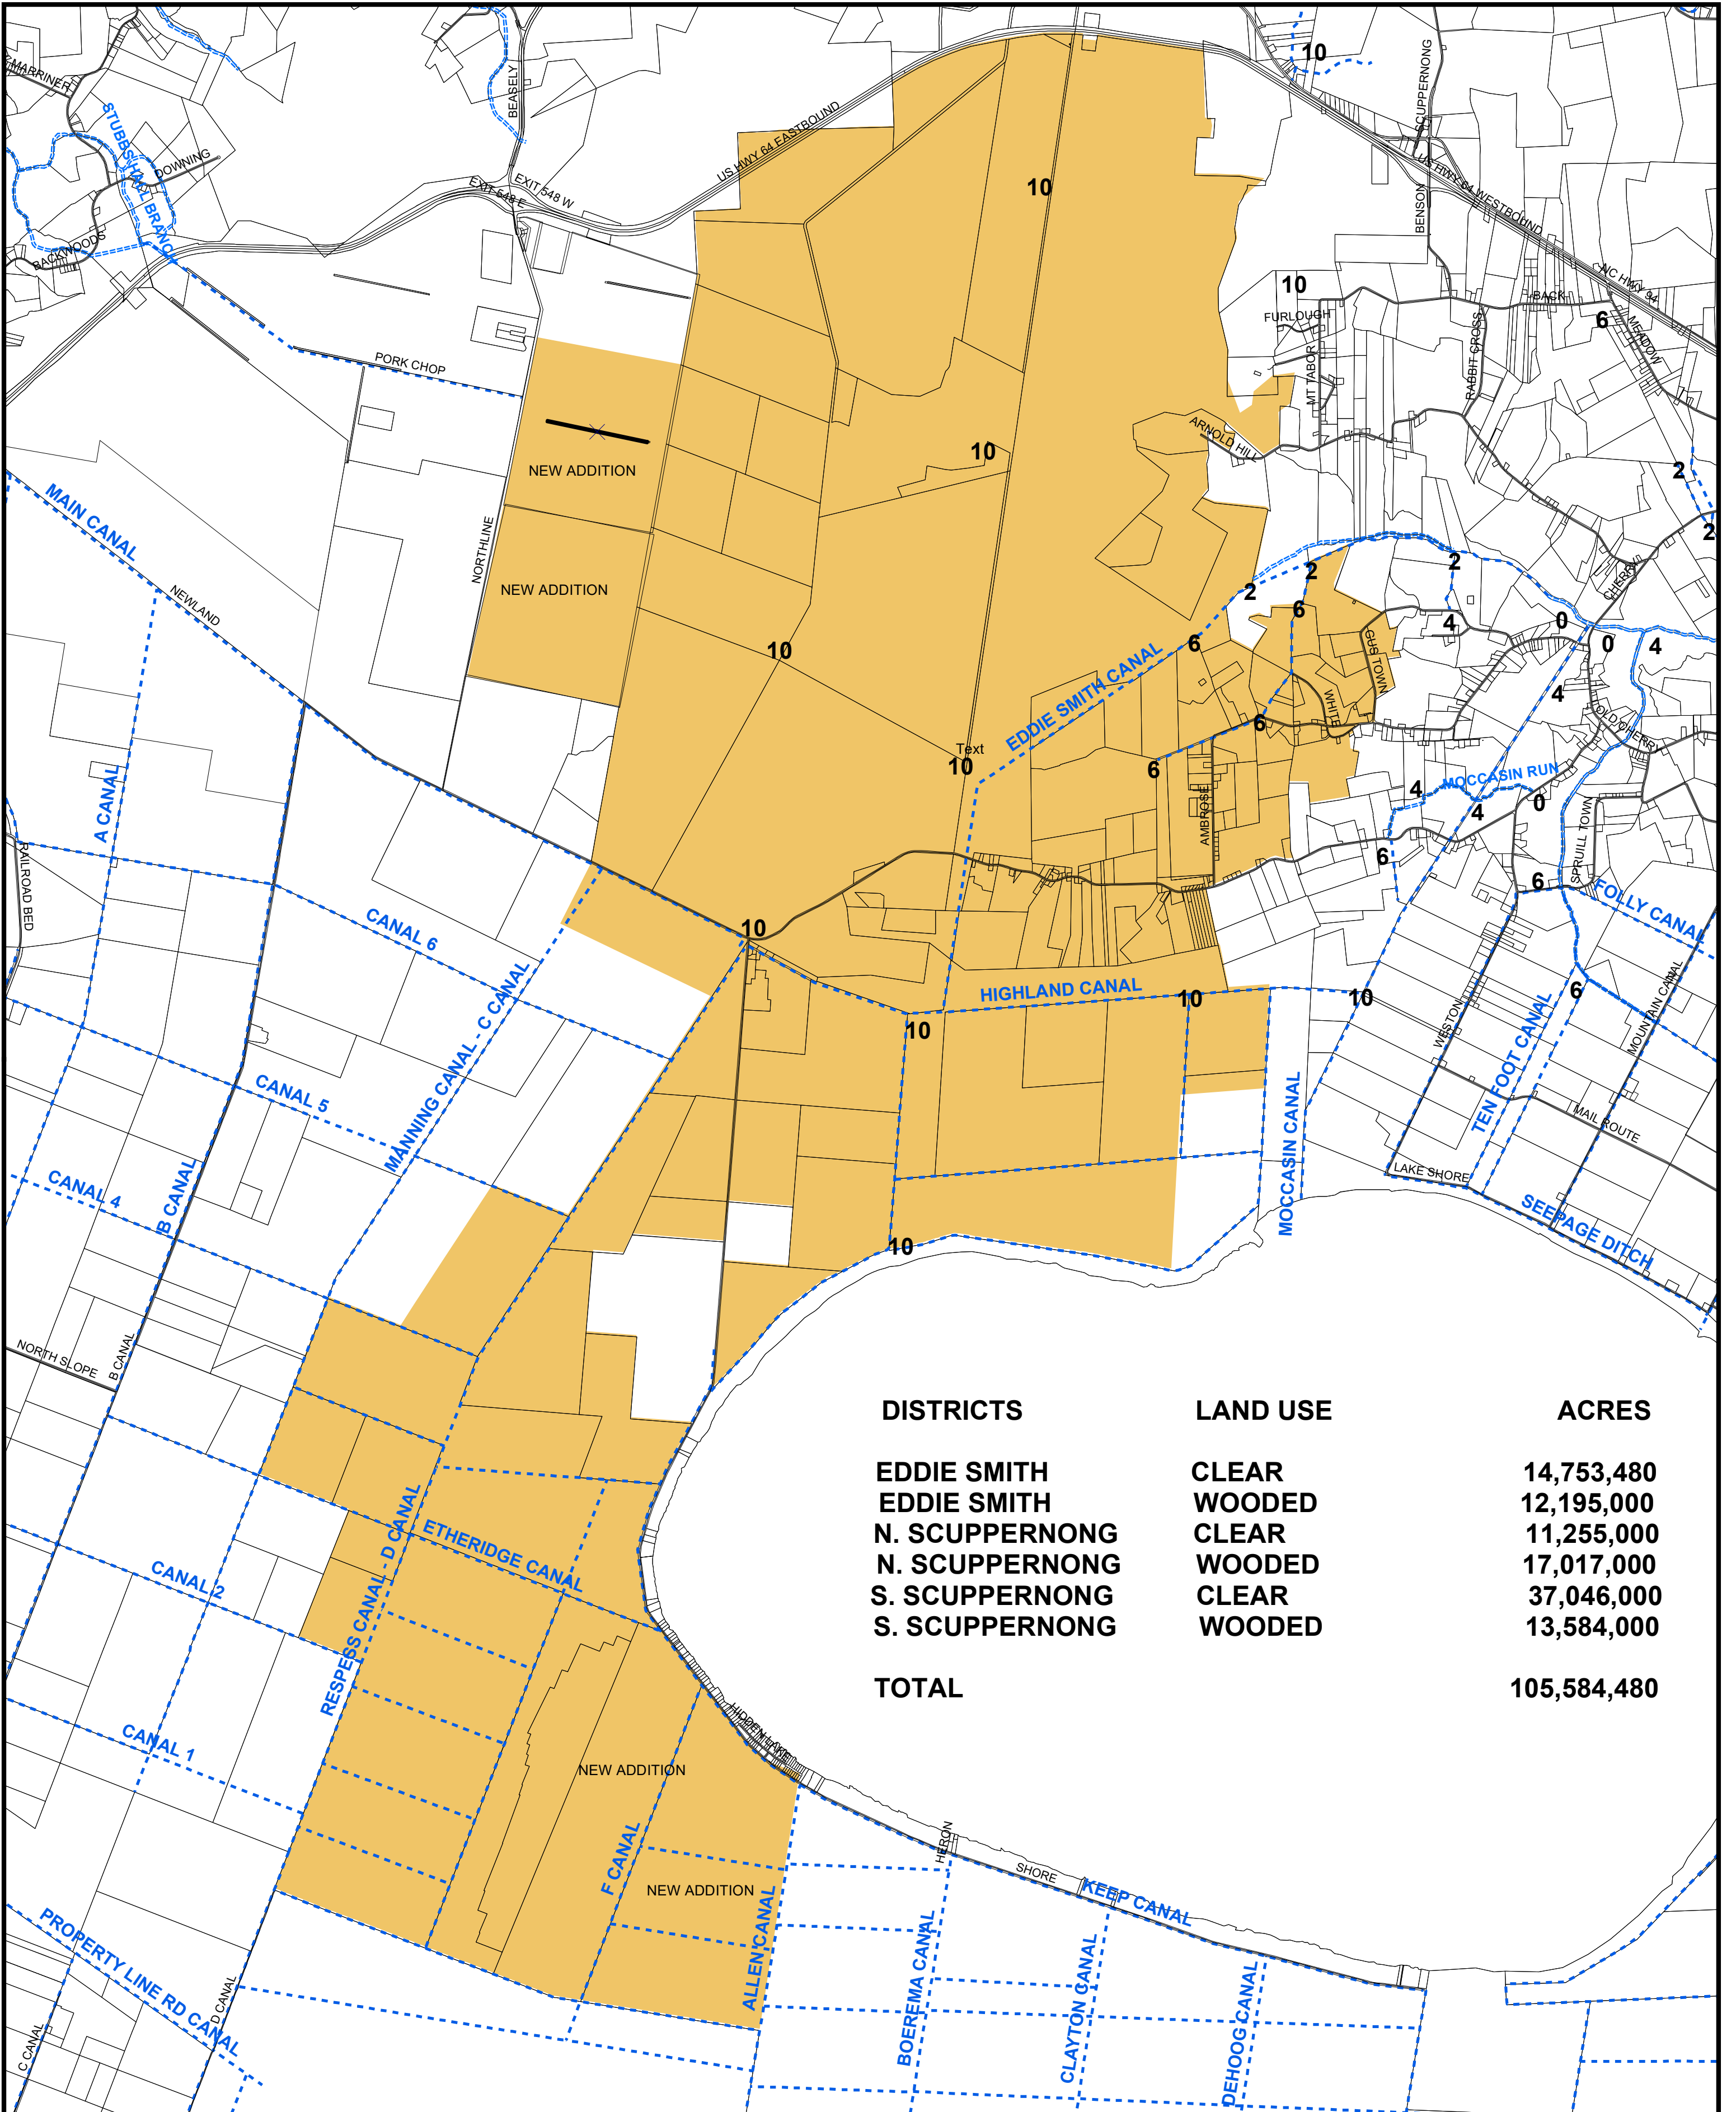 10
SCUPPERNONG
MARRINER
BEASELY
US HWY 64 EASTBOUND
STUBBS HALL BRANCH
DOWNING
US HWY 64 WESTBOUND
EXIT 548 E
EXIT 548 W
10
BENSON
BACKWOODS
NC HWY 94
10
BACK
FURLOUGH
6
MEADOW
RABBIT CROSS
MT TABOR
PORK CHOP
ARNOLD HILL
10
NEW ADDITION
2
MAIN CANAL
NORTHLINE
2
2
2
2
CHERRY
NEW ADDITION
NEWLAND
6
4
0
0
4
6
10
GUS TOWN
EDDIE SMITH CANAL
4
WHITE
6
OLD CHERRY
Text
10
6
MOCCASIN RUN
4
0
4
A CANAL
AMBROSE
SPRUILL TOWN
RAILROAD BED
6
6
FOLLY CANAL
CANAL 6
10
HIGHLAND CANAL
10
10
6
10
MOUNTAIN CANAL
WESTON
TEN FOOT CANAL
MANNING CANAL - C CANAL
CANAL 5
MOCCASIN CANAL
MAIL ROUTE
LAKE SHORE
CANAL 4
B CANAL
SEEPAGE DITCH
10
NORTH SLOPE
B CANAL
DISTRICTS LAND USE ACRES
EDDIE SMITH CLEAR 14,753,480
EDDIE SMITH WOODED 12,195,000
N. SCUPPERNONG CLEAR 11,255,000
N. SCUPPERNONG WOODED 17,017,000
S. SCUPPERNONG CLEAR 37,046,000
S. SCUPPERNONG WOODED 13,584,000
TOTAL 105,584,480
ETHERIDGE CANAL
RESPESS CANAL - D CANAL
CANAL 2
CANAL 1
HIDDEN LAKE
NEW ADDITION
F CANAL
NEW ADDITION
HERON
SHORE
KEEP CANAL
ALLEN CANAL
BOEREMA CANAL
CLAYTON CANAL
DEHOOG CANAL
PROPERTY LINE RD CANAL
D CANAL
C CANAL